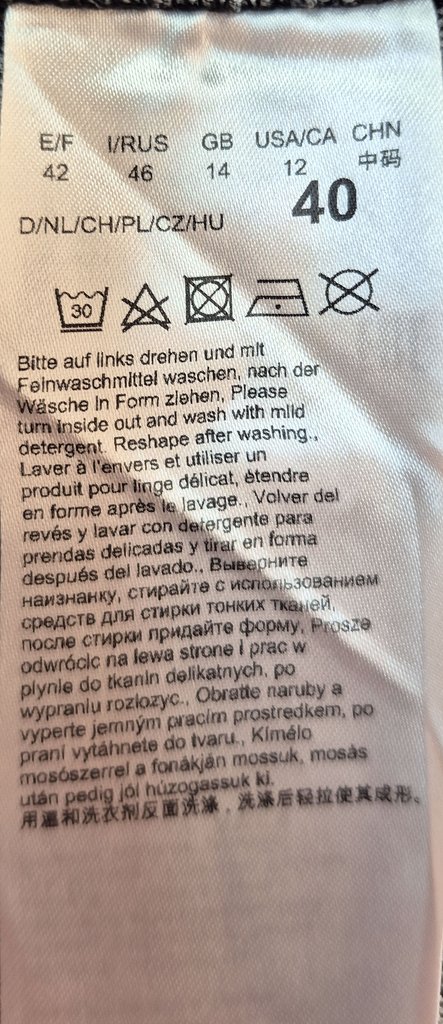 E/F I/RUS GB USA/CA CHN
42 46 14 12 中码
D/NL/CH/PL/CZ/HU 40
30
Bitte auf links drehen und mit
Feinwaschmittel waschen, nach der
Wäsche in Form ziehen, Please
turn inside out and wash with mild
detergent. Reshape after washing.,
Laver à l'envers et utiliser un
produit pour linge délicat, étendre
en forme après le lavage., Volver del
revés y lavar con detergente para
prendas delicadas y tirar en forma
después del lavado., Выверните
наизнанку, стирайте с использованием
средств для стирки тонких тканей,
после стирки придайте форму, Prosze
odwrócic na lewa strone i prac w
plynie do tkanin delikatnych, po
wypraniu rozlozyc., Obratte naruby a
vyperte jemným pracím prostredkem, po
praní vytáhnete do tvaru., Kímélo
mosószerrel a fonákján mossuk, mosás
után pedig jól húzogassuk ki.
用温和洗衣剂反面洗涤，洗涤后轻拉使其成形。